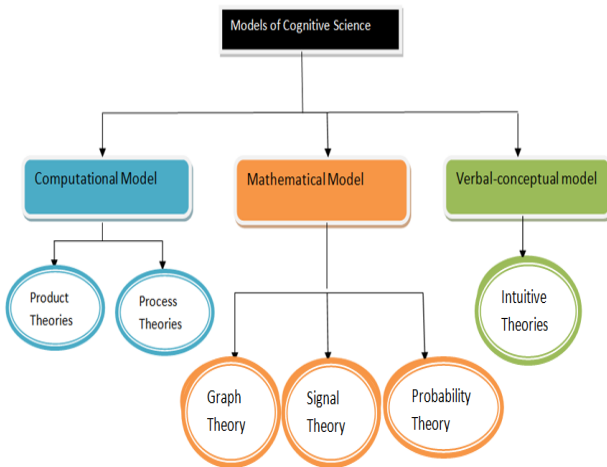 Models of Cognitive Science
Computational Model
Mathematical Model
Verbal-conceptual model
Product
Theories
Process
Theories
Intuitive
Theories
Graph
Theory
Signal
Theory
Probability
Theory